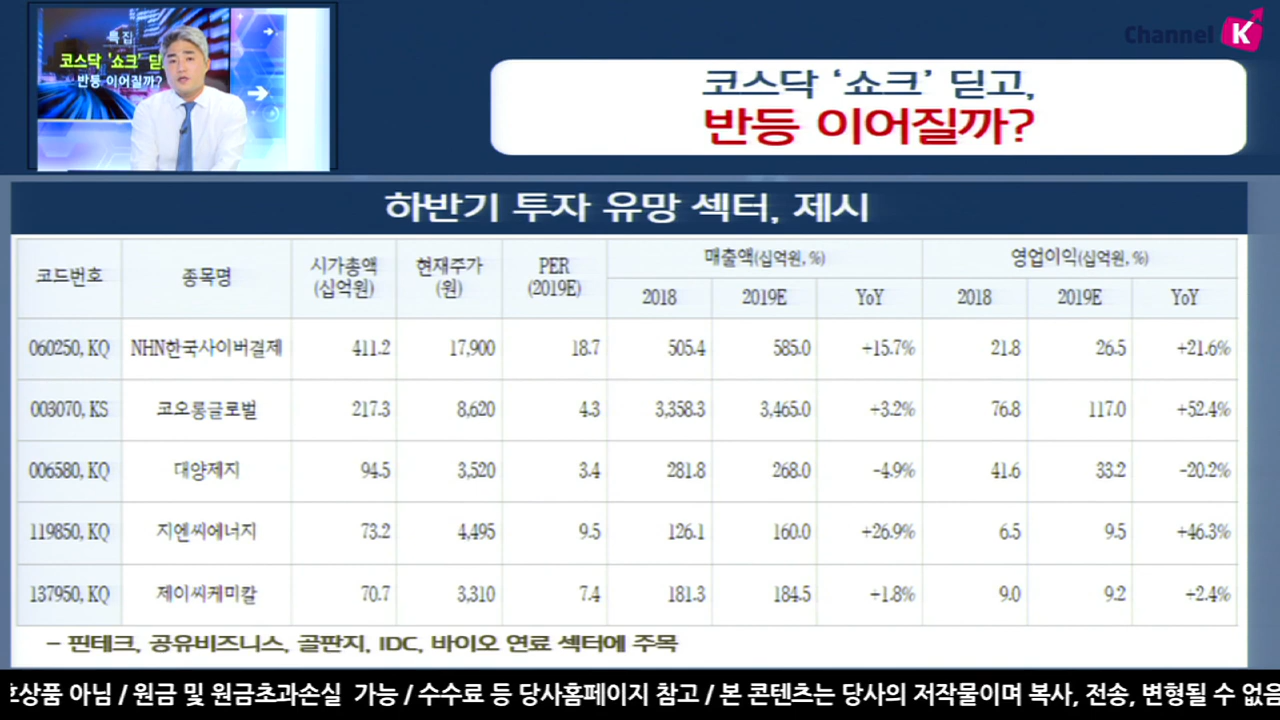 특집
코스닥 '쇼크' 딛
반등 이어질까?
Channel K
코스닥 ‘쇼크’ 딛고,
반등 이어질까?
하반기 투자 유망 섹터, 제시
코드번호 종목명 시가총액 (십억원) 현재주가 (원) PER (2019E) 매출액(십억원, %) 영업이익(십억원, %)
2018 2019E YoY 2018 2019E YoY
060250, KQ NHN한국사이버결제 411.2 17,900 18.7 505.4 585.0 +15.7% 21.8 26.5 +21.6%
003070, KS 코오롱글로벌 217.3 8,620 4.3 3,358.3 3,465.0 +3.2% 76.8 117.0 +52.4%
006580, KQ 대양제지 94.5 3,520 3.4 281.8 268.0 -4.9% 41.6 33.2 -20.2%
119850, KQ 지엔씨에너지 73.2 4,495 9.5 126.1 160.0 +26.9% 6.5 9.5 +46.3%
137950, KQ 제이씨케미칼 70.7 3,310 7.4 181.3 184.5 +1.8% 9.0 9.2 +2.4%
– 핀테크, 공유비즈니스, 골판지, IDC, 바이오 연료 섹터에 주목
호상품 아님 / 원금 및 원금초과손실 가능 / 수수료 등 당사홈페이지 참고 / 본 콘텐츠는 당사의 저작물이며 복사, 전송, 변형될 수 없음